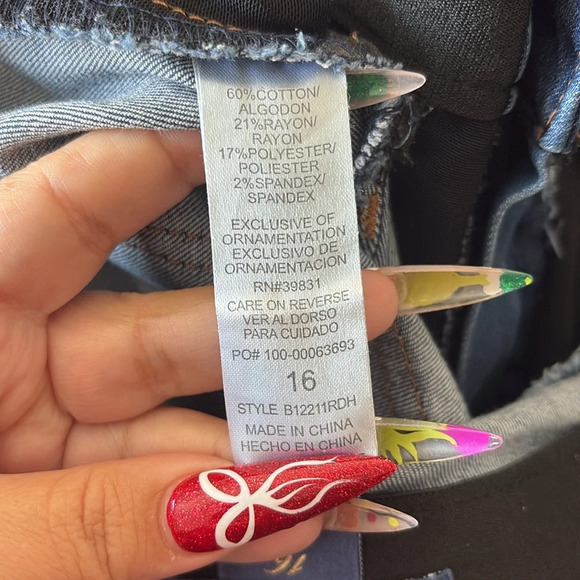 60%COTTON/
ALGODON
21%RAYON/
RAYON
17%POLYESTER/
POLIESTER
2%SPANDEX/
SPANDEX
EXCLUSIVE OF
ORNAMENTATION
EXCLUSIVO DE
ORNAMENTACION
RN#39831
CARE ON REVERSE
VER AL DORSO
PARA CUIDADO
PO# 100-00063693
16
STYLE B12211RDH
MADE IN CHINA
HECHO EN CHINA
16